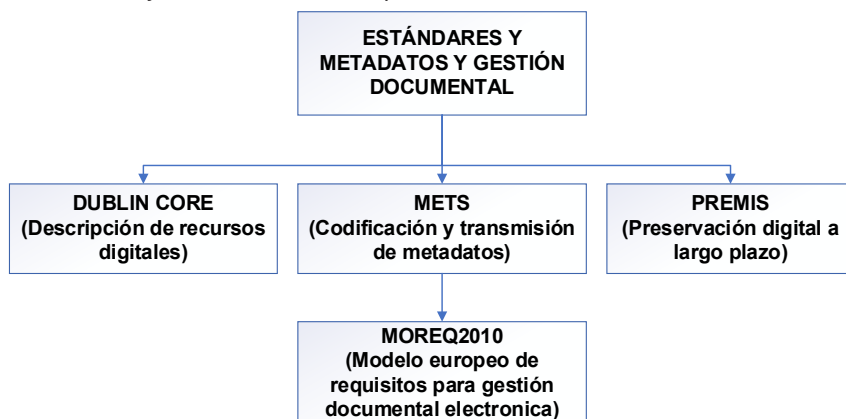 ESTÁNDARES Y
METADATOS Y GESTIÓN
DOCUMENTAL
DUBLIN CORE
(Descripción de recursos
digitales)
METS
(Codificación y transmisión
de metadatos)
PREMIS
(Preservación digital a
largo plazo)
MOREQ2010
(Modelo europeo de
requisitos para gestión
documental electronica)